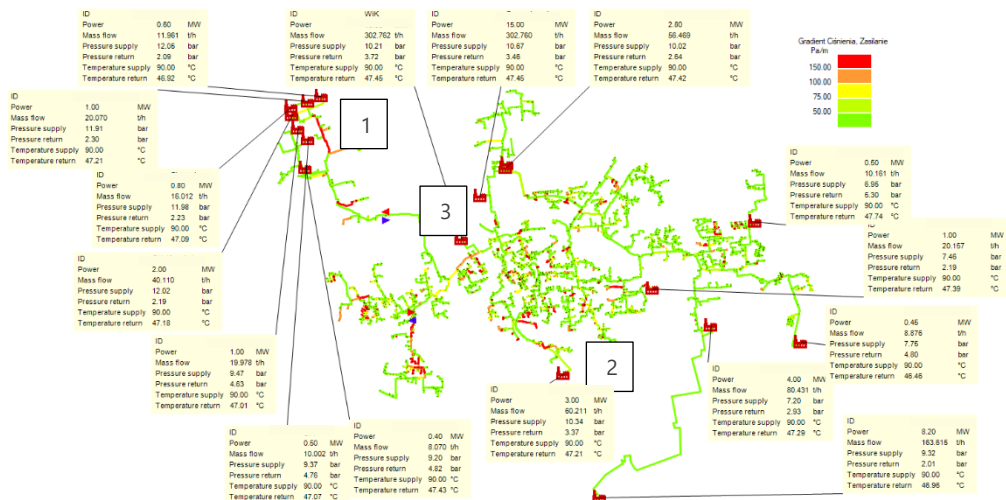 ID
Power 0.60 MW
Mass flow 11.961 t/h
Pressure supply 12.05 bar
Pressure return 2.09 bar
Temperature supply 90.00 °C
Temperature return 46.92 °C
ID WIK
Power MW
Mass flow 302.762 t/h
Pressure supply 10.21 bar
Pressure return 3.72 bar
Temperature supply 90.00 °C
Temperature return 47.45 °C
ID
Power 15.00 MW
Mass flow 302.760 t/h
Pressure supply 10.67 bar
Pressure return 3.46 bar
Temperature supply 90.00 °C
Temperature return 47.45 °C
ID
Power 2.80 MW
Mass flow 56.469 t/h
Pressure supply 10.02 bar
Pressure return 2.64 bar
Temperature supply 90.00 °C
Temperature return 47.42 °C
Gradient Ciśnienia, Zasilanie
Pa/m
150.00
100.00
75.00
50.00
ID
Power 1.00 MW
Mass flow 20.070 t/h
Pressure supply 11.91 bar
Pressure return 2.30 bar
Temperature supply 90.00 °C
Temperature return 47.21 °C
1
ID
Power 0.80 MW
Mass flow 16.012 t/h
Pressure supply 11.98 bar
Pressure return 2.23 bar
Temperature supply 90.00 °C
Temperature return 47.09 °C
3
ID
Power 0.50 MW
Mass flow 10.161 t/h
Pressure supply 6.96 bar
Pressure return 5.30 bar
Temperature supply 90.00 °C
Temperature return 47.74 °C
ID
Power 1.00 MW
Mass flow 20.157 t/h
Pressure supply 7.46 bar
Pressure return 2.19 bar
Temperature supply 90.00 °C
Temperature return 47.39 °C
ID
Power 2.00 MW
Mass flow 40.110 t/h
Pressure supply 12.02 bar
Pressure return 2.19 bar
Temperature supply 90.00 °C
Temperature return 47.18 °C
ID
Power 0.45 MW
Mass flow 8.876 t/h
Pressure supply 7.75 bar
Pressure return 4.80 bar
Temperature supply 90.00 °C
Temperature return 46.46 °C
ID
Power 1.00 MW
Mass flow 19.976 t/h
Pressure supply 9.47 bar
Pressure return 4.63 bar
Temperature supply 90.00 °C
Temperature return 47.01 °C
2
ID
Power 3.00 MW
Mass flow 60.211 t/h
Pressure supply 10.34 bar
Pressure return 3.37 bar
Temperature supply 90.00 °C
Temperature return 47.21 °C
ID
Power 4.00 MW
Mass flow 80.431 t/h
Pressure supply 7.20 bar
Pressure return 2.93 bar
Temperature supply 90.00 °C
Temperature return 47.29 °C
ID
Power 0.50 MW
Mass flow 10.002 t/h
Pressure supply 9.37 bar
Pressure return 4.76 bar
Temperature supply 90.00 °C
Temperature return 47.07 °C
ID
Power 0.40 MW
Mass flow 8.070 t/h
Pressure supply 9.20 bar
Pressure return 4.82 bar
Temperature supply 90.00 °C
Temperature return 47.43 °C
ID
Power 8.20 MW
Mass flow 163.616 t/h
Pressure supply 9.32 bar
Pressure return 2.01 bar
Temperature supply 90.00 °C
Temperature return 46.96 °C